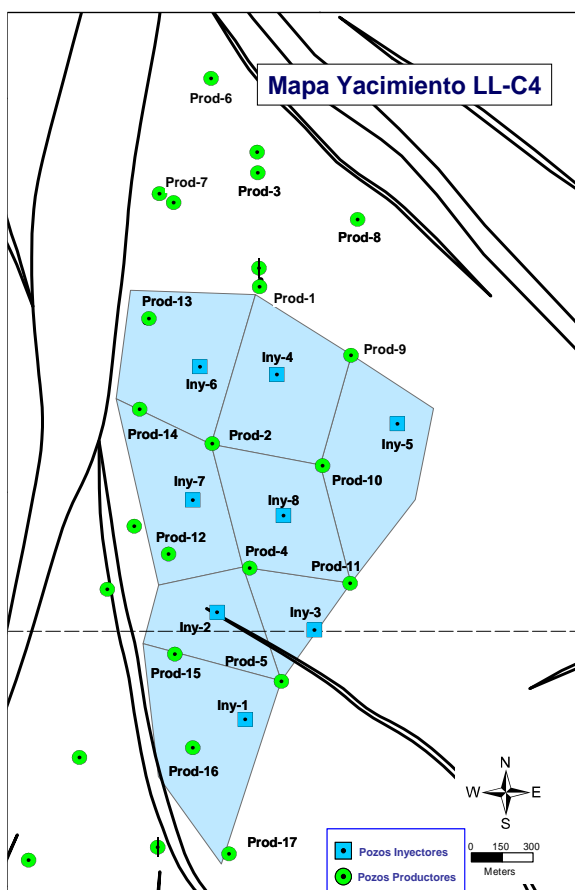 Mapa Yacimiento LL-C4
Prod-6
Prod-7
Prod-3
Prod-8
Prod-1
Prod-13
Prod-9
Iny-6
Iny-4
Iny-5
Prod-14
Prod-2
Prod-10
Iny-7
Iny-8
Prod-12
Prod-4
Prod-11
Iny-2
Iny-3
Prod-15
Prod-5
Iny-1
Prod-16
Prod-17
N
W E
S
0 150 300
Meters
Pozos Inyectores
Pozos Productores